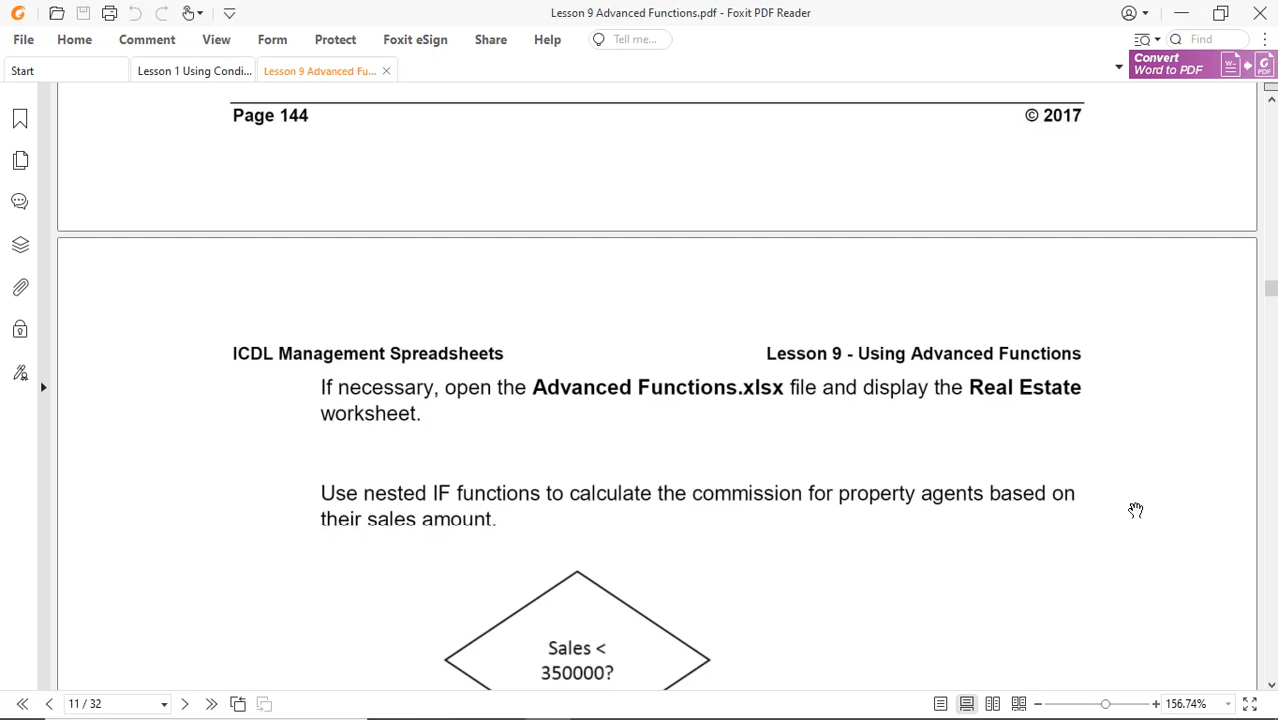 Lesson 9 Advanced Functions.pdf - Foxit PDF Reader
File Home Comment View Form Protect Foxit eSign Share Help Tell me... Find
Start Lesson 1 Using Condi... Lesson 9 Advanced Fu... Convert Word to PDF
Page 144 © 2017
ICDL Management Spreadsheets Lesson 9 - Using Advanced Functions
If necessary, open the Advanced Functions.xlsx file and display the Real Estate
worksheet.
Use nested IF functions to calculate the commission for property agents based on
their sales amount.
Sales <
350000?
11 / 32 156.74%